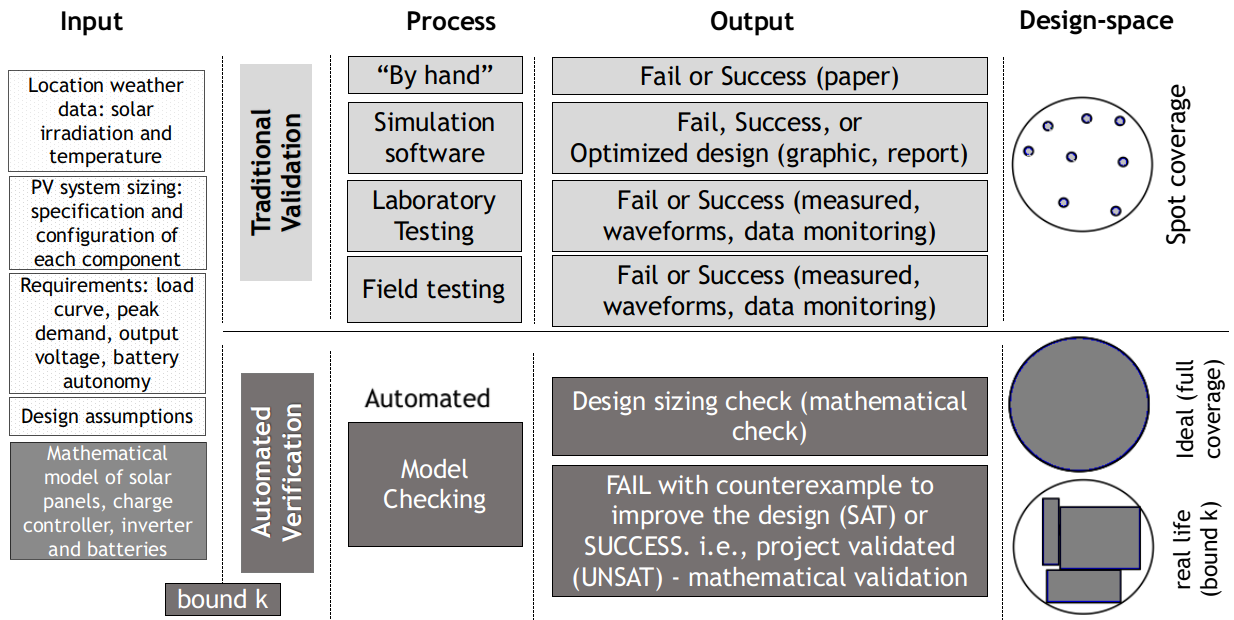 Input
Process
Output
Design-space
Location weather
data: solar
irradiation and
temperature
PV system sizing:
specification and
configuration of
each component
Requirements: load
curve, peak
demand, output
voltage, battery
autonomy
Design assumptions
Mathematical
model of solar
panels, charge
controller, inverter
and batteries
bound k
Traditional
Validation
“By hand”
Fail or Success (paper)
Simulation
software
Fail, Success, or
Optimized design (graphic, report)
Laboratory
Testing
Fail or Success (measured,
waveforms, data monitoring)
Field testing
Fail or Success (measured,
waveforms, data monitoring)
Spot coverage
Automated
Verification
Automated
Model
Checking
Design sizing check (mathematical
check)
FAIL with counterexample to
improve the design (SAT) or
SUCCESS. i.e., project validated
(UNSAT) - mathematical validation
Ideal (full
coverage)
real life
(bound k)